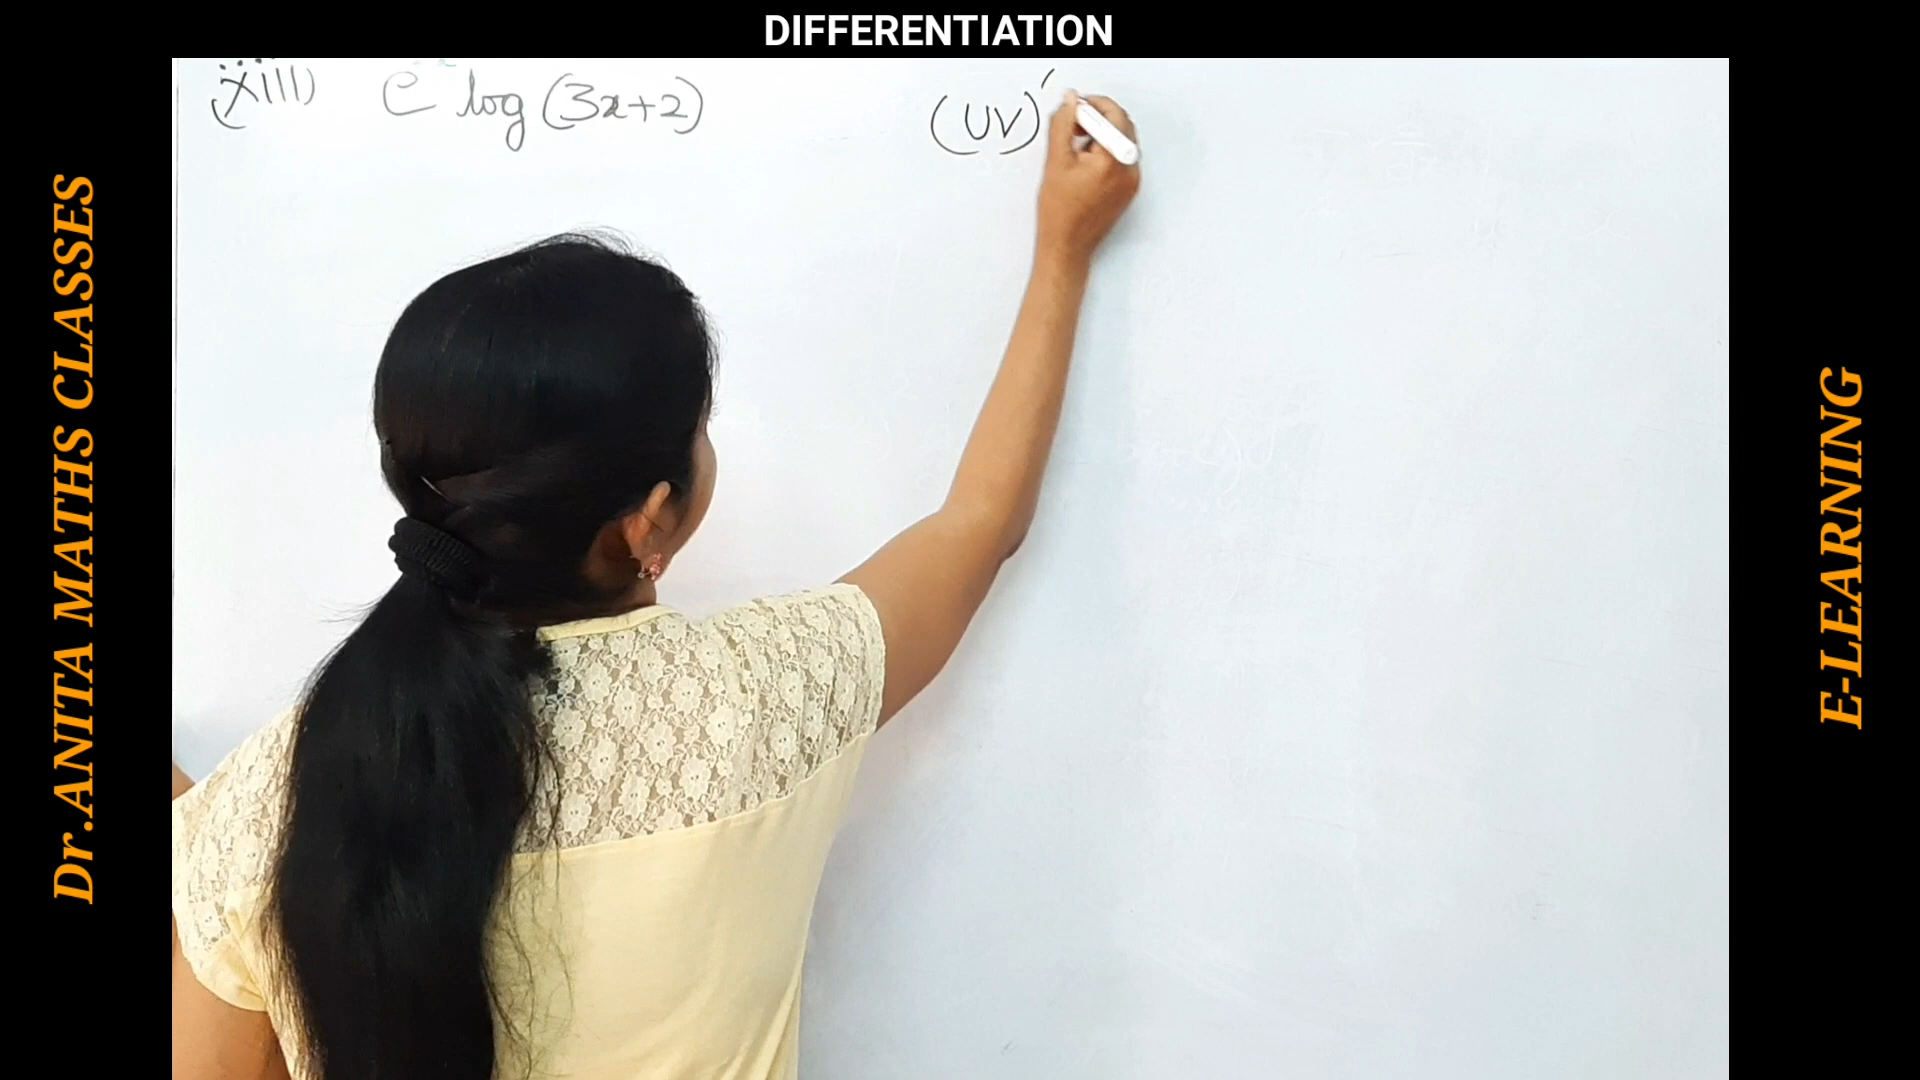 DIFFERENTIATION
xiii) e log (3x+2)
(UV)'
Dr.ANITA MATHS CLASSES
E-LEARNING